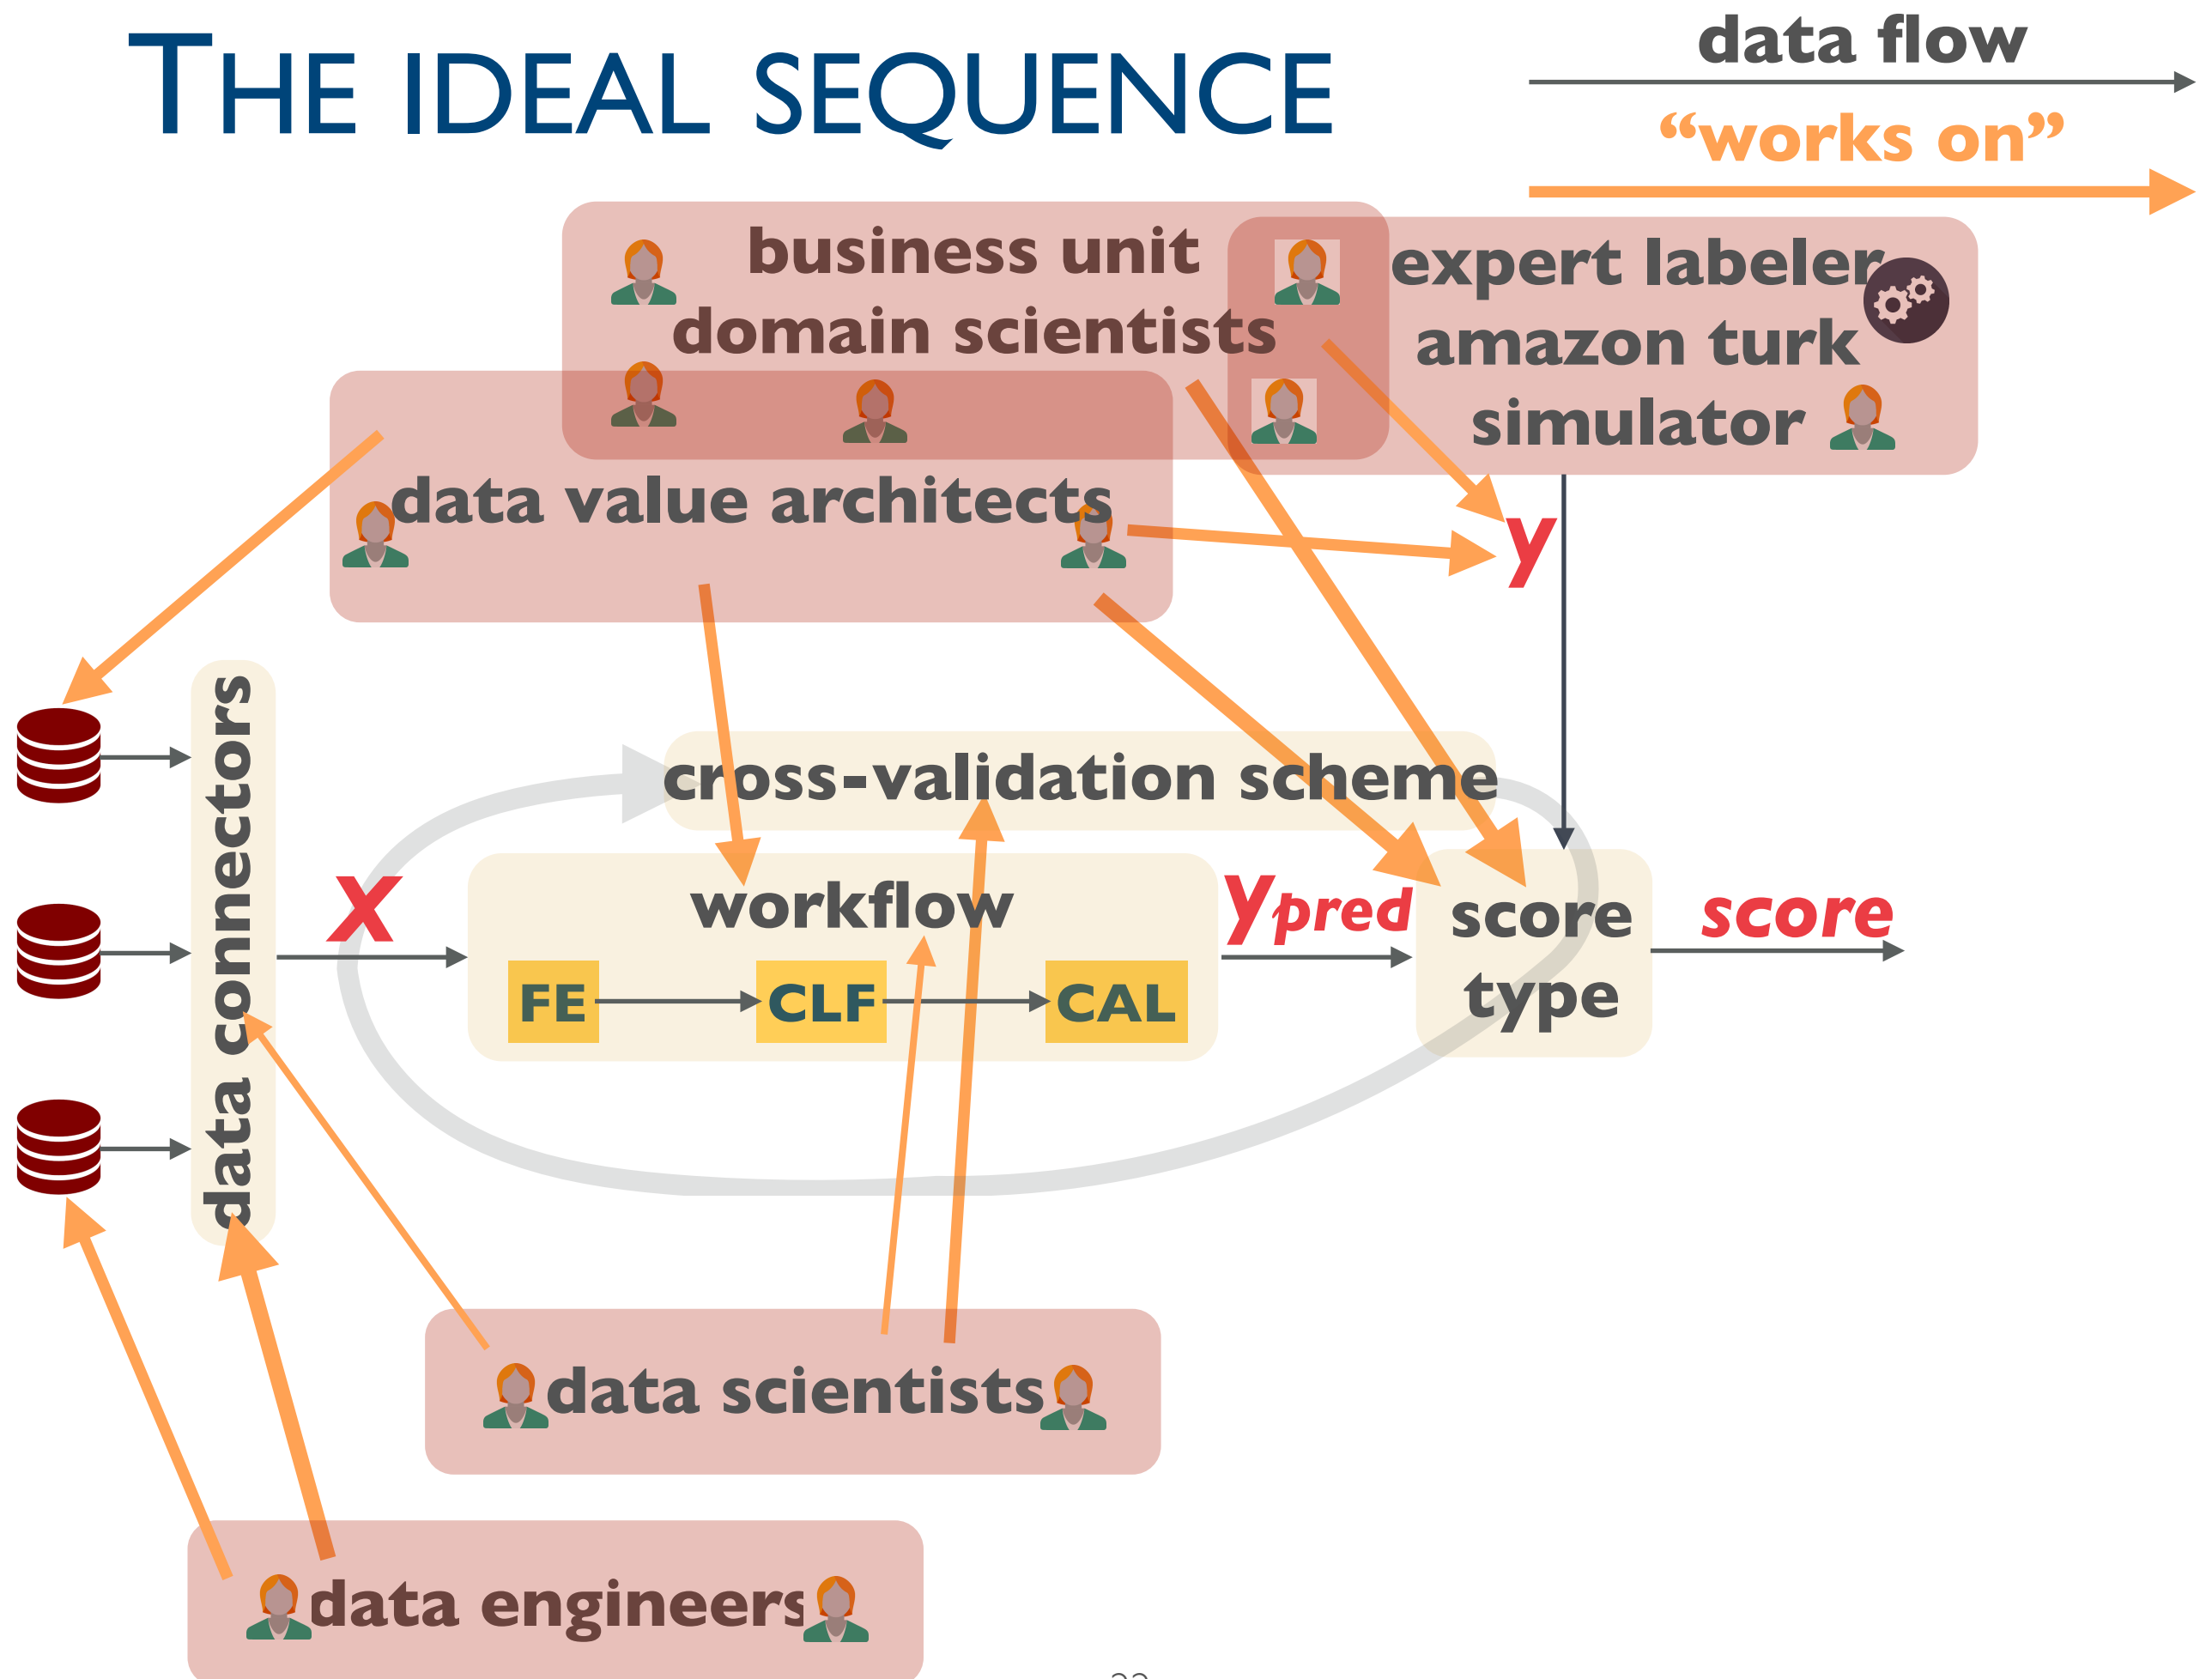 THE IDEAL SEQUENCE
data flow
“works on”
business unit
domain scientists
expert labeler
amazon turk
simulator
data value architects
y
data connectors
cross-validation scheme
X
workflow
FE
CLF
CAL
ypred
score
type
score
data scientists
data engineers